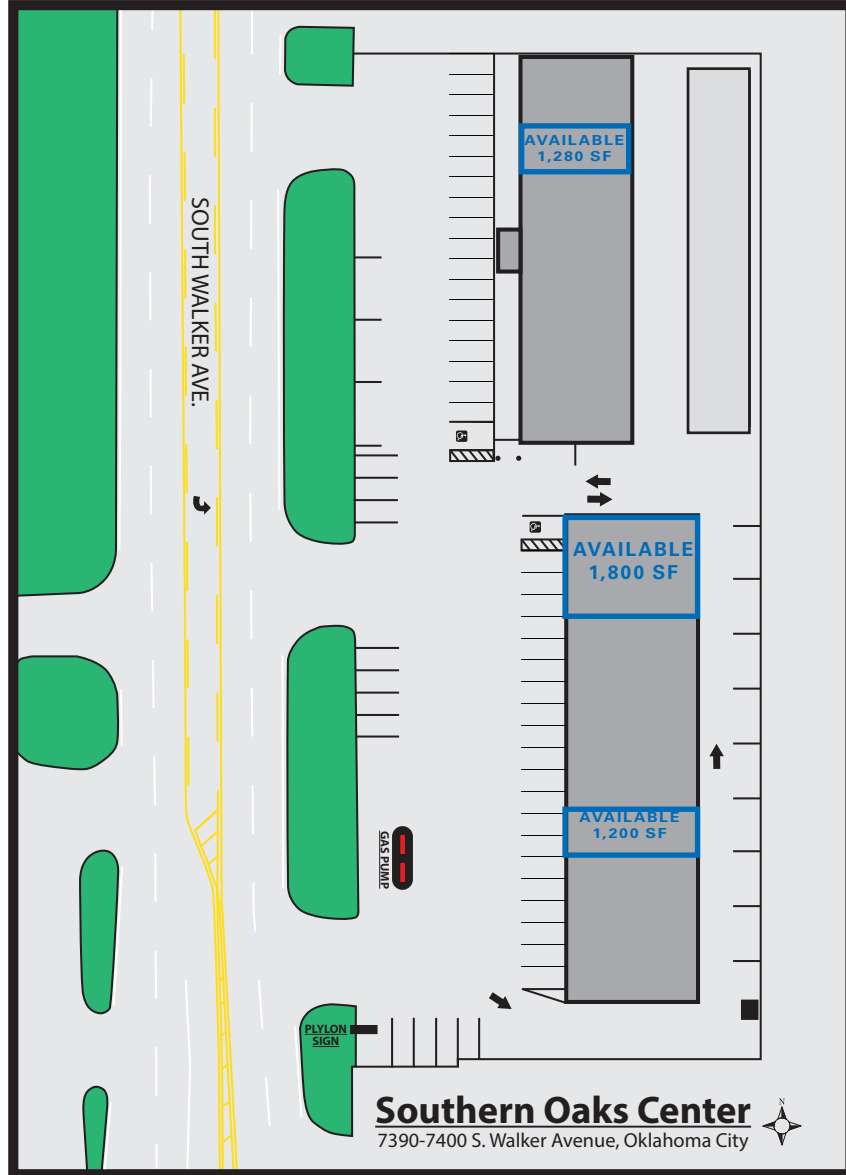 AVAILABLE
1,280 SF
SOUTH WALKER AVE.
AVAILABLE
1,800 SF
AVAILABLE
1,200 SF
GAS PUMP
PLYLON
SIGN
Southern Oaks Center
7390-7400 S. Walker Avenue, Oklahoma City
N